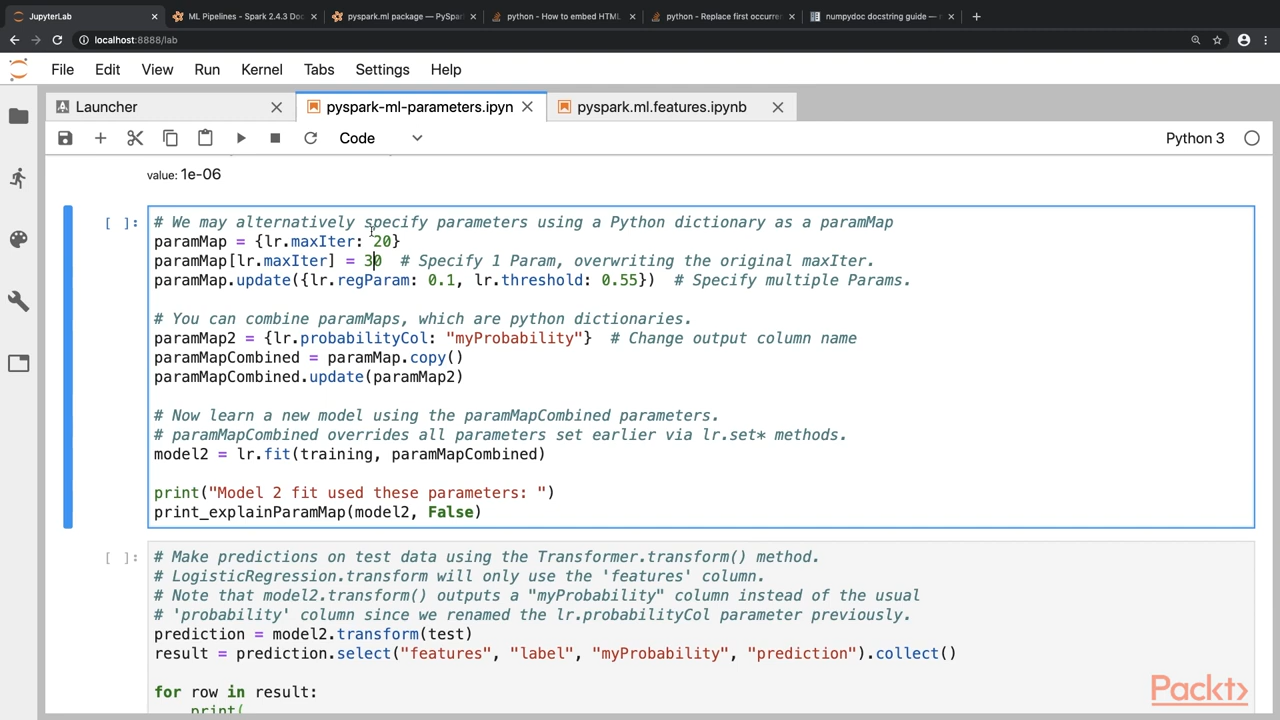 JupyterLab
ML Pipelines - Spark 2.4.3 Doc
pyspark.ml package — PySpar
python - How to embed HTML
python - Replace first occurren
numpydoc docstring guide —
localhost:8888/lab
File Edit View Run Kernel Tabs Settings Help
Launcher
pyspark-ml-parameters.ipyn
pyspark.ml.features.ipynb
Code
Python 3
value: 1e-06
[ ]:
# We may alternatively specify parameters using a Python dictionary as a paramMap
paramMap = {lr.maxIter: 20}
paramMap[lr.maxIter] = 30  # Specify 1 Param, overwriting the original maxIter.
paramMap.update({lr.regParam: 0.1, lr.threshold: 0.55})  # Specify multiple Params.
# You can combine paramMaps, which are python dictionaries.
paramMap2 = {lr.probabilityCol: "myProbability"}  # Change output column name
paramMapCombined = paramMap.copy()
paramMapCombined.update(paramMap2)
# Now learn a new model using the paramMapCombined parameters.
# paramMapCombined overrides all parameters set earlier via lr.set* methods.
model2 = lr.fit(training, paramMapCombined)
print("Model 2 fit used these parameters: ")
print_explainParamMap(model2, False)
[ ]:
# Make predictions on test data using the Transformer.transform() method.
# LogisticRegression.transform will only use the 'features' column.
# Note that model2.transform() outputs a "myProbability" column instead of the usual
# 'probability' column since we renamed the lr.probabilityCol parameter previously.
prediction = model2.transform(test)
result = prediction.select("features", "label", "myProbability", "prediction").collect()
for row in result:
print(
Packt>